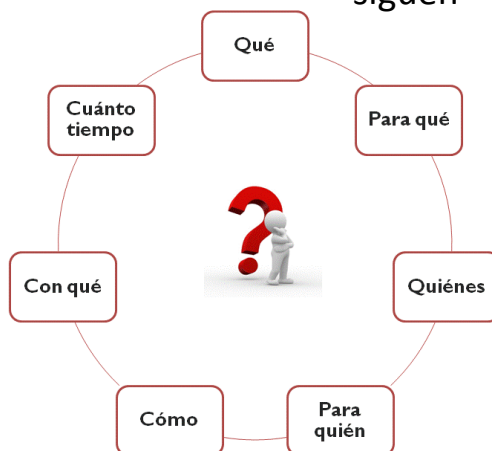 siguen
Qué
Para qué
Quiénes
Para
quién
Cómo
Con qué
Cuánto
tiempo